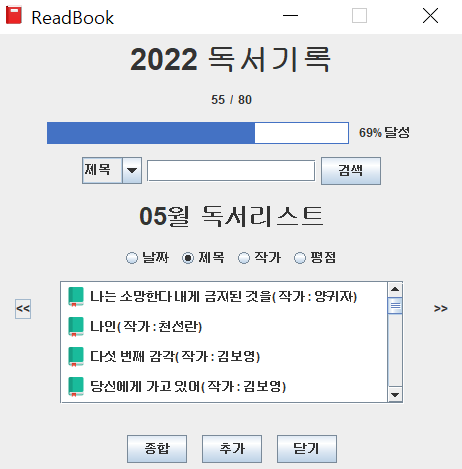 ReadBook
2022 독서기록
55 / 80
69% 달성
제목 검색
05월 독서리스트
날짜 제목 작가 평점
나는 소망한다 내게 금지된 것을(작가 : 양귀자)
<< >>
나인(작가 : 천선란)
다섯 번째 감각(작가 : 김보영)
당신에게 가고 있어(작가 : 김보영)
종합 추가 닫기